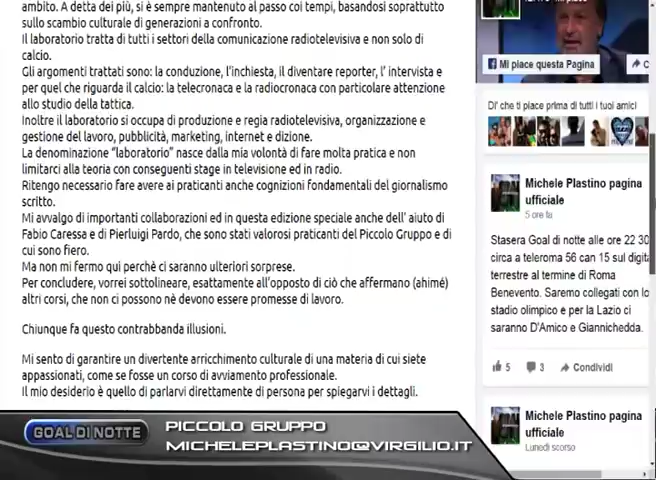 ambito. A detta dei più, si è sempre mantenuto al passo coi tempi, basandosi soprattutto
sullo scambio culturale di generazioni a confronto.
Il laboratorio tratta di tutti i settori della comunicazione radiotelevisiva e non solo di
calcio.
Gli argomenti trattati sono: la conduzione, l'inchiesta, il diventare reporter, l' intervista e
per quel che riguarda il calcio: la telecronaca e la radiocronaca con particolare attenzione
allo studio della tattica.
Inoltre il laboratorio si occupa di produzione e regia radiotelevisiva, organizzazione e
gestione del lavoro, pubblicità, marketing, internet e dizione.
La denominazione “laboratorio” nasce dalla mia volontà di fare molta pratica e non
limitarci alla teoria con conseguenti stage in televisione ed in radio.
Ritengo necessario fare avere ai praticanti anche cognizioni fondamentali del giornalismo
scritto.
Mi avvalgo di importanti collaborazioni ed in questa edizione speciale anche dell' aiuto di
Fabio Caressa e di Pierluigi Pardo, che sono stati valorosi praticanti del Piccolo Gruppo e di
cui sono fiero.
Ma non mi fermo qui perchè ci saranno ulteriori sorprese.
Per concludere, vorrei sottolineare, esattamente all'opposto di ciò che affermano (ahimé)
altri corsi, che non ci possono nè devono essere promesse di lavoro.
Chiunque fa questo contrabbanda illusioni.
Mi sento di garantire un divertente arricchimento culturale di una materia di cui siete
appassionati, come se fosse un corso di avviamento professionale.
Il mio desiderio è quello di parlarvi direttamente di persona per spiegarvi i dettagli.
Mi piace questa Pagina
Di' che ti piace prima di tutti i tuoi amici
Michele Plastino pagina
ufficiale
5 ore fa
Stasera Goal di notte alle ore 22 30
circa a teleroma 56 can 15 sul digita
terrestre al termine di Roma
Benevento. Saremo collegati con lo
stadio olimpico e per la Lazio ci
saranno D'Amico e Giannichedda.
5 3 Condividi
Michele Plastino pagina
ufficiale
Lunedì scorso
GOAL DI NOTTE
PICCOLO GRUPPO
MICHELEPLASTINO@VIRGILIO.IT